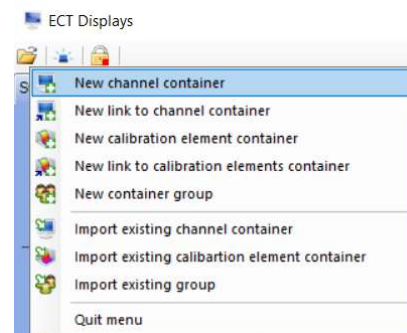 ECT Displays
S
New channel container
New link to channel container
New calibration element container
New link to calibration elements container
New container group
Import existing channel container
Import existing calibartion element container
Import existing group
Quit menu